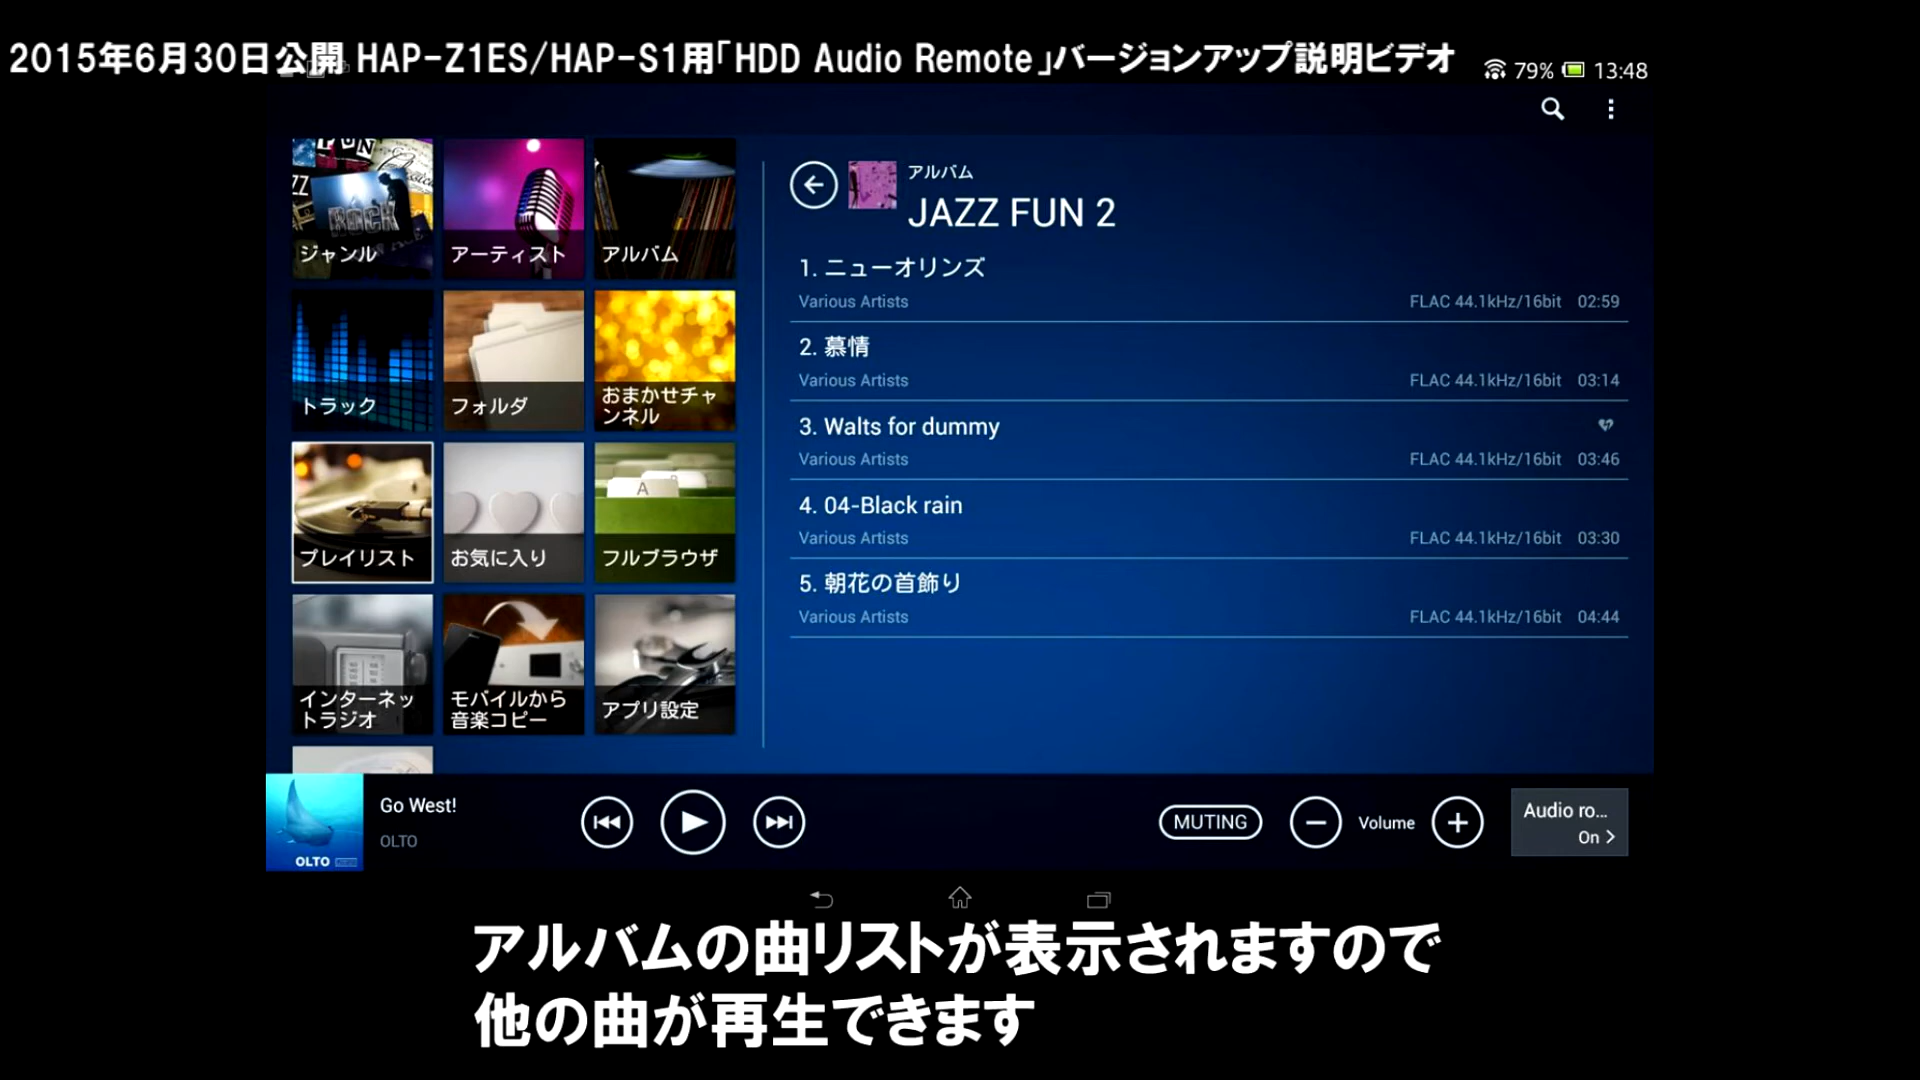 2015年6月30日公開 HAP-Z1ES/HAP-S1用「HDD Audio Remote」バージョンアップ説明ビデオ
79% 13:48
ジャンル
アーティスト
アルバム
トラック
フォルダ
おまかせチャ
ンネル
プレイリスト
お気に入り
フルブラウザ
インターネッ
トラジオ
モバイルから
音楽コピー
アプリ設定
アルバム
JAZZ FUN 2
1. ニューオリンズ
Various Artists FLAC 44.1kHz/16bit 02:59
2. 慕情
Various Artists FLAC 44.1kHz/16bit 03:14
3. Walts for dummy
Various Artists FLAC 44.1kHz/16bit 03:46
4. 04-Black rain
Various Artists FLAC 44.1kHz/16bit 03:30
5. 朝花の首飾り
Various Artists FLAC 44.1kHz/16bit 04:44
OLTO
Go West!
OLTO
MUTING
Volume
Audio ro...
On
アルバムの曲リストが表示されますので
他の曲が再生できます